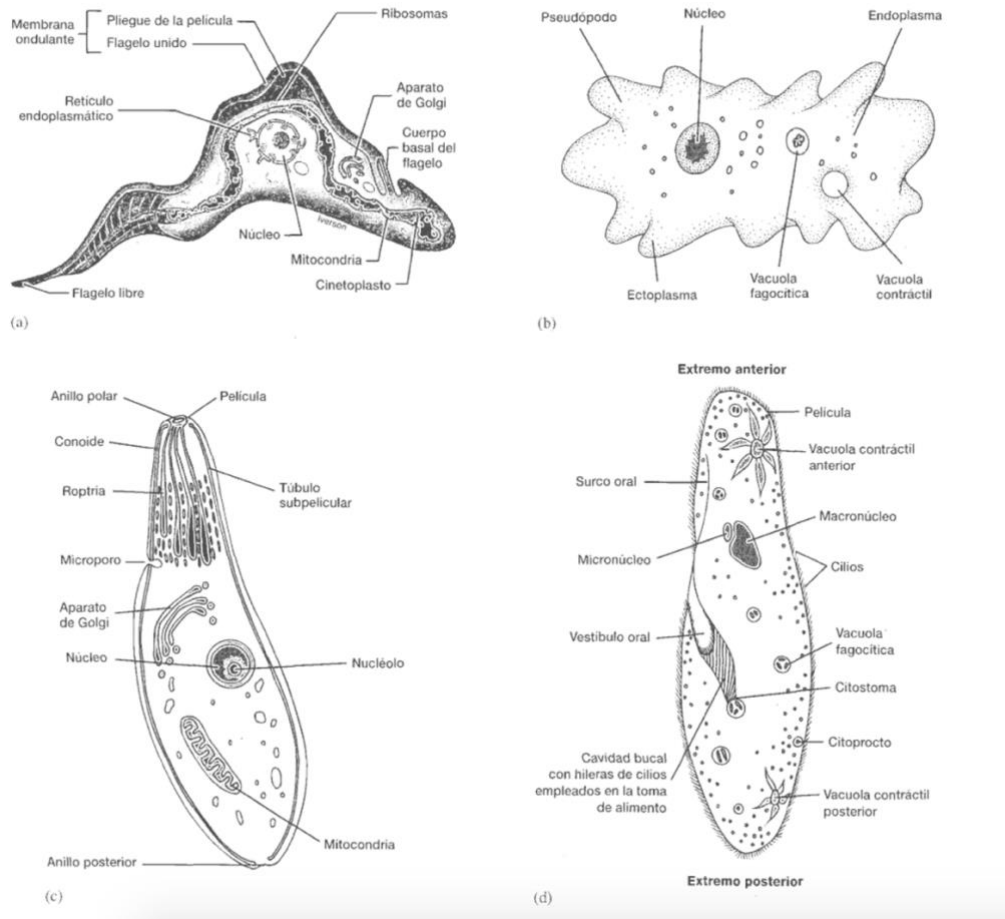 Membrana
ondulante
Pliegue de la película
Flagelo unido
Ribosomas
Retículo
endoplasmático
Aparato
de Golgi
Cuerpo
basal del
flagelo
Iverson
Núcleo
Mitocondria
Cinetoplasto
Flagelo libre
(a)
Pseudópodo
Núcleo
Endoplasma
Ectoplasma
Vacuola
fagocítica
Vacuola
contráctil
(b)
Anillo polar
Película
Conoide
Roptria
Túbulo
subpelicular
Microporo
Aparato
de Golgi
Núcleo
Nucléolo
Mitocondria
Anillo posterior
(c)
Extremo anterior
Película
Vacuola contráctil
anterior
Surco oral
Macronúcleo
Micronúcleo
Cilios
Vestíbulo oral
Vacuola
fagocítica
Citostoma
Citoprocto
Cavidad bucal
con hileras de cilios
empleados en la toma
de alimento
Vacuola contráctil
posterior
Extremo posterior
(d)